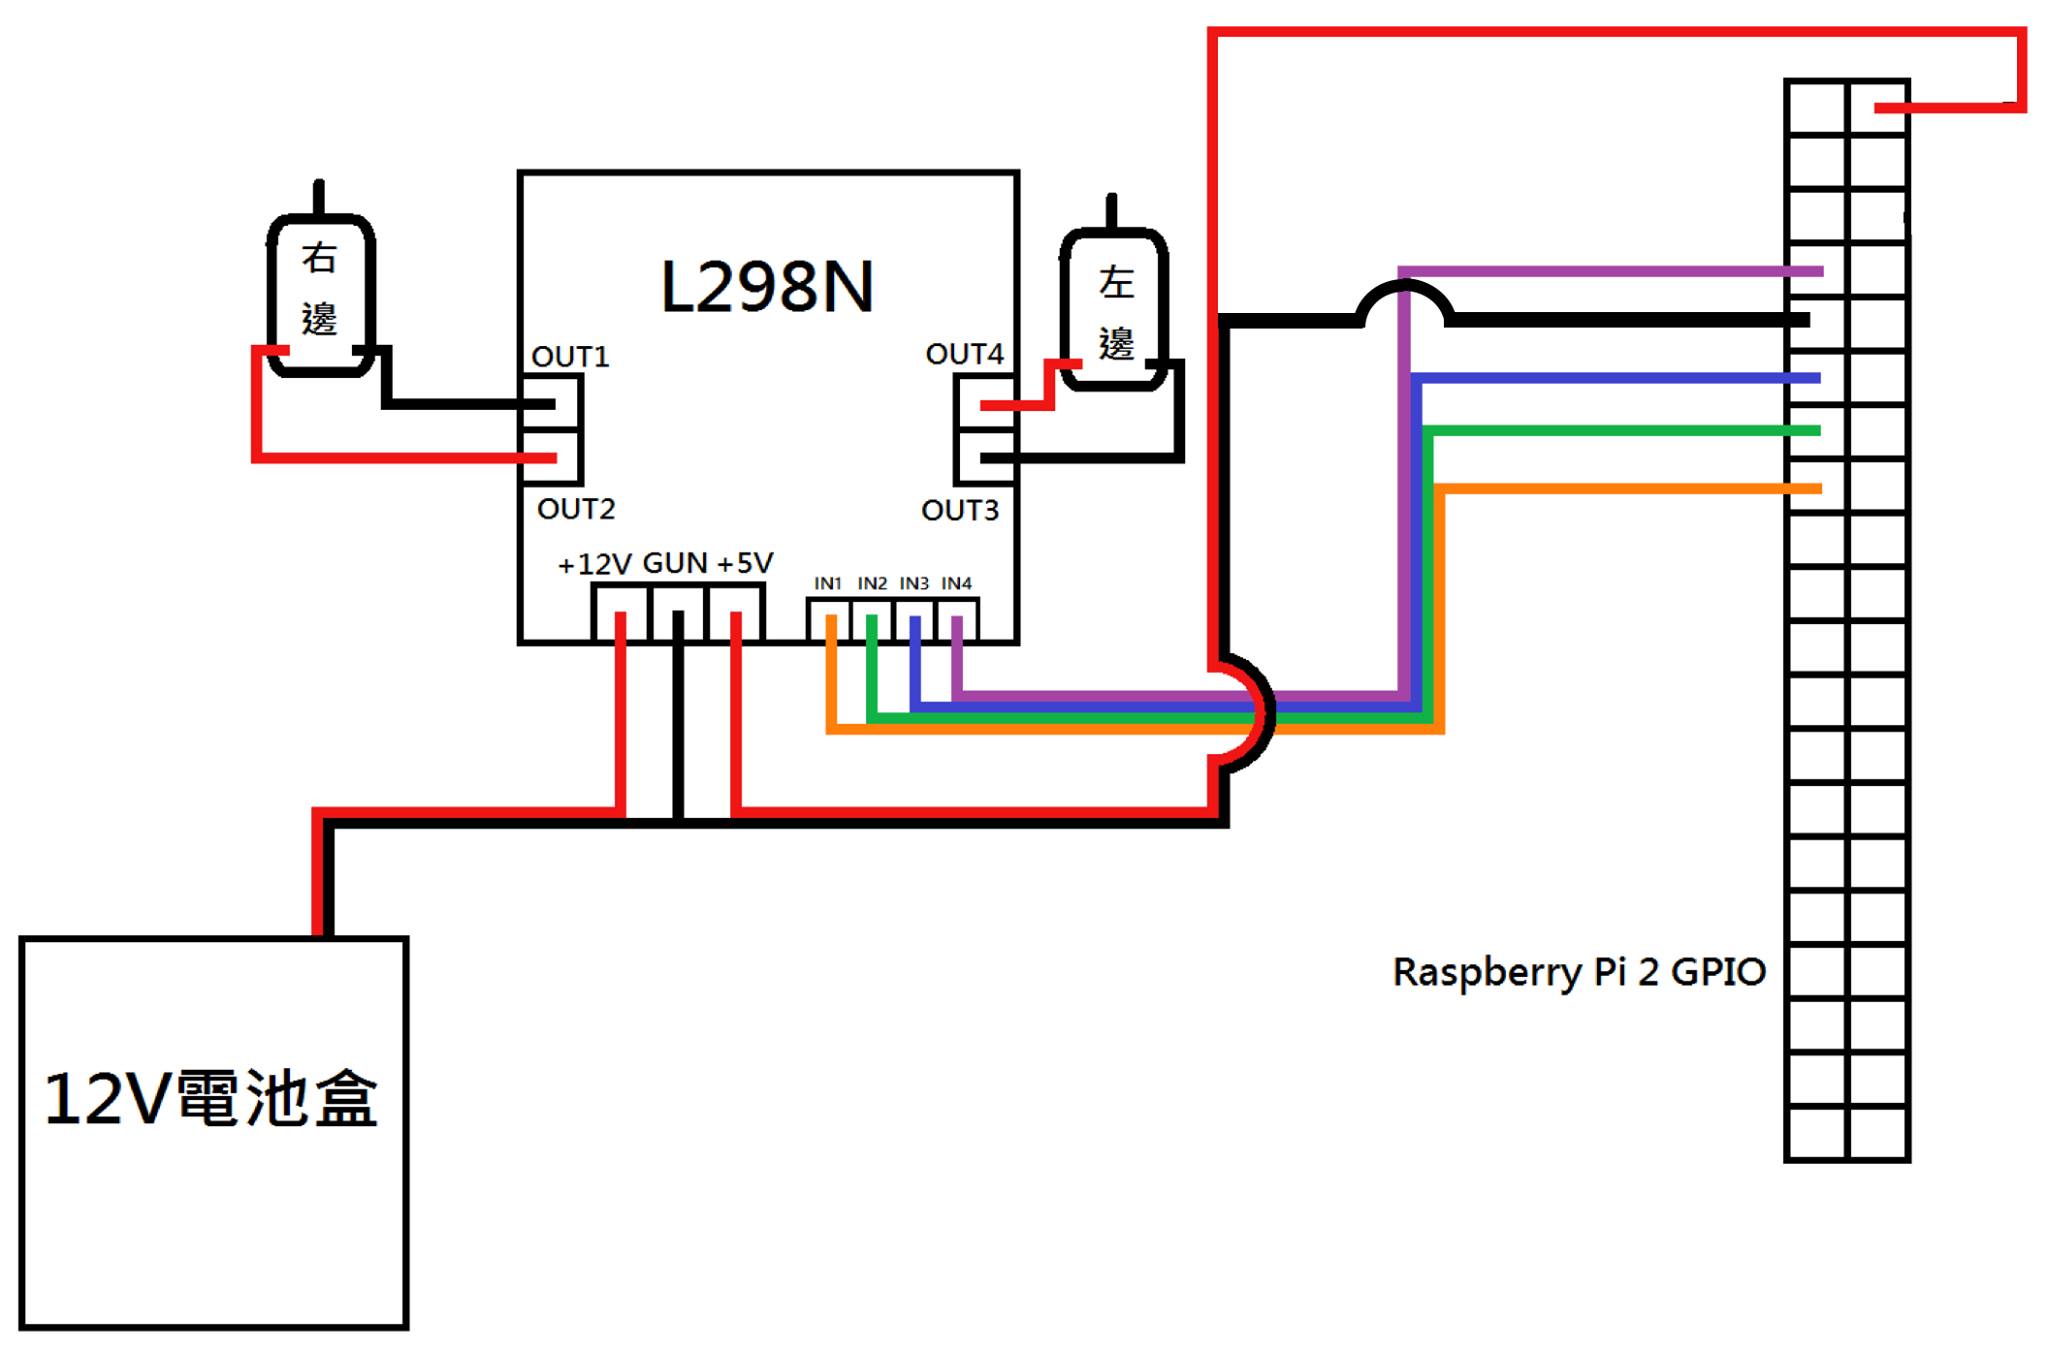 右
邊
L298N
左
邊
OUT1
OUT4
OUT2
OUT3
+12V GUN +5V
IN1 IN2 IN3 IN4
Raspberry Pi 2 GPIO
12V電池盒